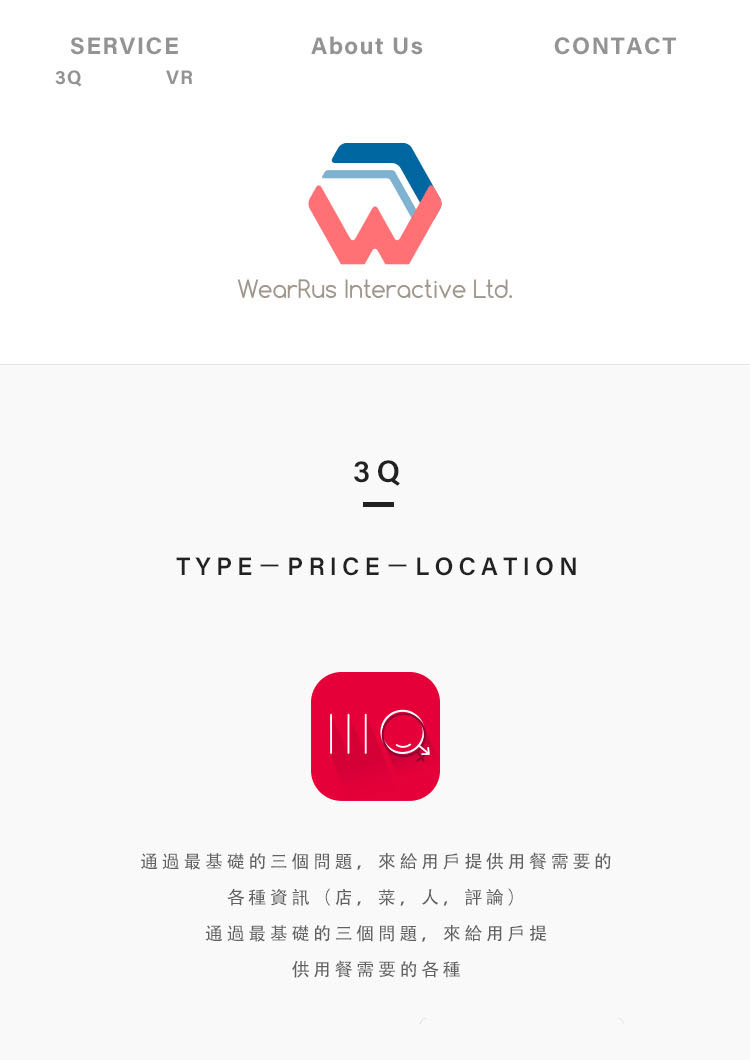 SERVICE About Us CONTACT
3Q VR
WearRus Interactive Ltd.
3Q
TYPE－PRICE－LOCATION
通過最基礎的三個問題，來給用戶提供用餐需要的
各種資訊（店，菜，人，評論）
通過最基礎的三個問題，來給用戶提
供用餐需要的各種